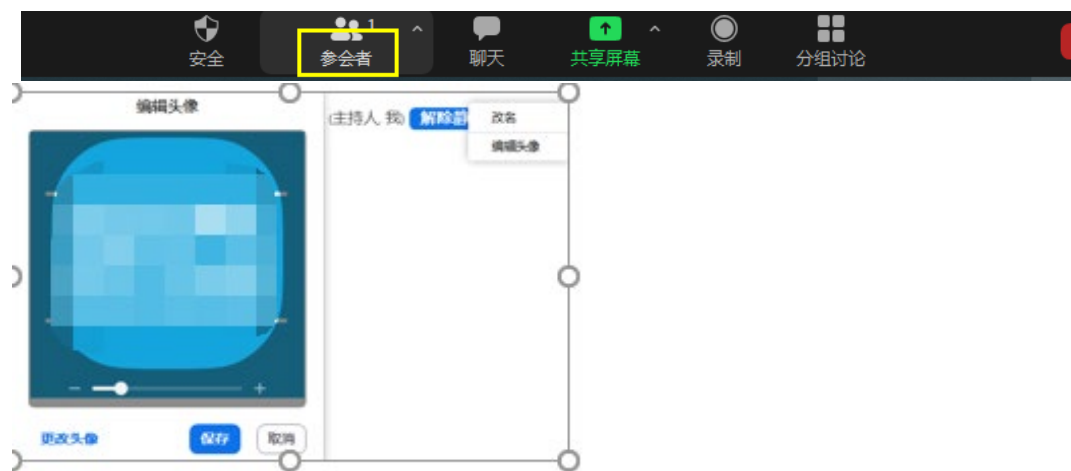 1
安全 参会者 聊天 共享屏幕 录制 分组讨论
编辑头像
(主持人, 我) 解除静
改名
编辑头像
更改头像 保存 取消